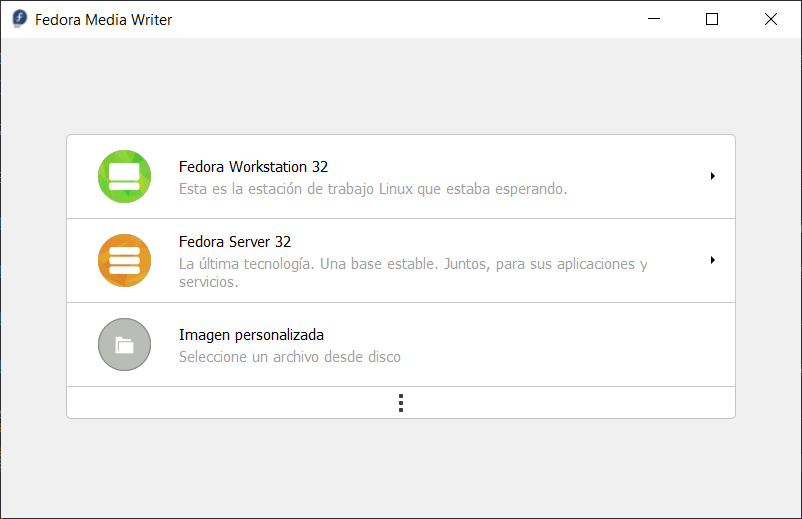 Fedora Media Writer
Fedora Workstation 32
Esta es la estación de trabajo Linux que estaba esperando.
Fedora Server 32
La última tecnología. Una base estable. Juntos, para sus aplicaciones y
servicios.
Imagen personalizada
Seleccione un archivo desde disco